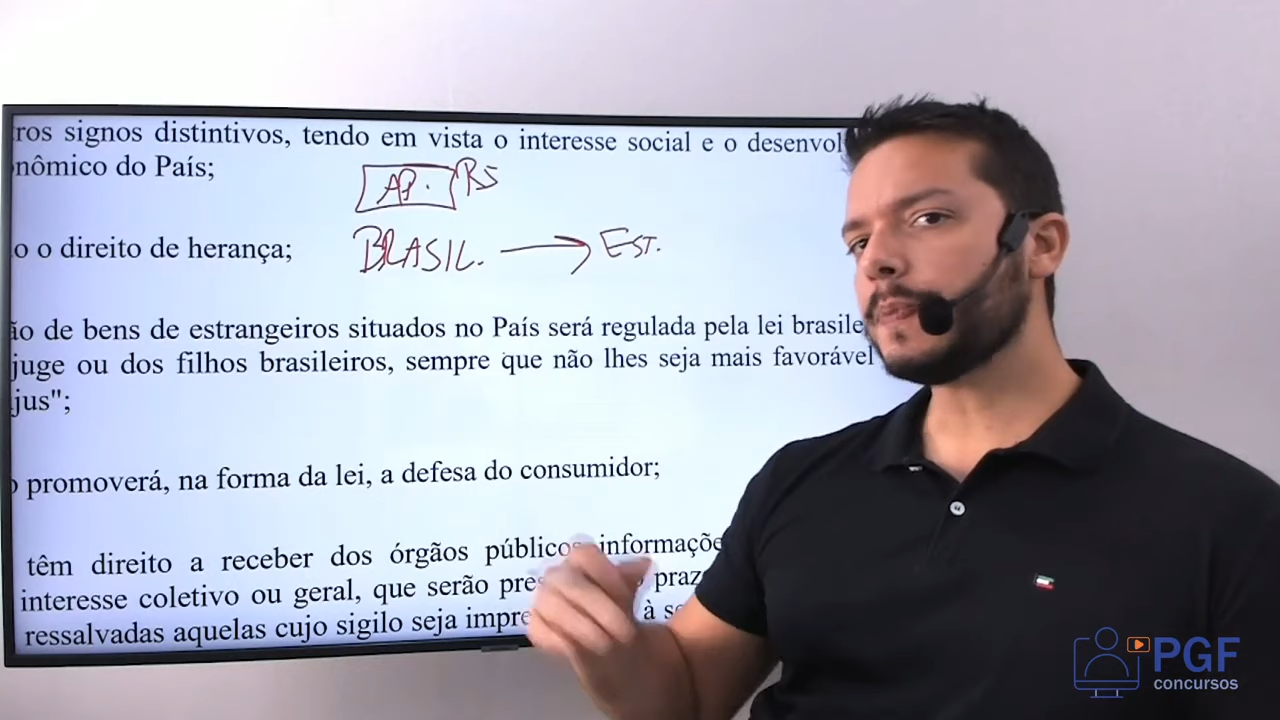 ros signos distintivos, tendo em vista o interesse social e o desenvol
nômico do País;
AP. RJ
o o direito de herança;
BRASIL. → EST.
ão de bens de estrangeiros situados no País será regulada pela lei brasile
juge ou dos filhos brasileiros, sempre que não lhes seja mais favorável
jus";
o promoverá, na forma da lei, a defesa do consumidor;
têm direito a receber dos órgãos públicos informaçõe
interesse coletivo ou geral, que serão pres praz
ressalvadas aquelas cujo sigilo seja impre à s
PGF
concursos